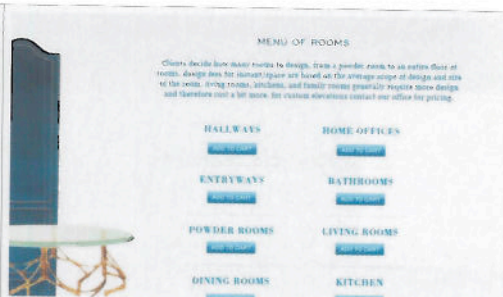 MENU OF ROOMS
Clients decide how many rooms to design, from a powder room to an entire floor of
rooms. design fees for instant/space are based on the average scope of design and size
of the room. living rooms, kitchens, and family rooms generally require more design
and therefore cost a bit more. for custom elevations contact our office for pricing.
HALLWAYS HOME OFFICES
ADD TO CART ADD TO CART
ENTRYWAYS BATHROOMS
ADD TO CART ADD TO CART
POWDER ROOMS LIVING ROOMS
ADD TO CART ADD TO CART
DINING ROOMS KITCHEN